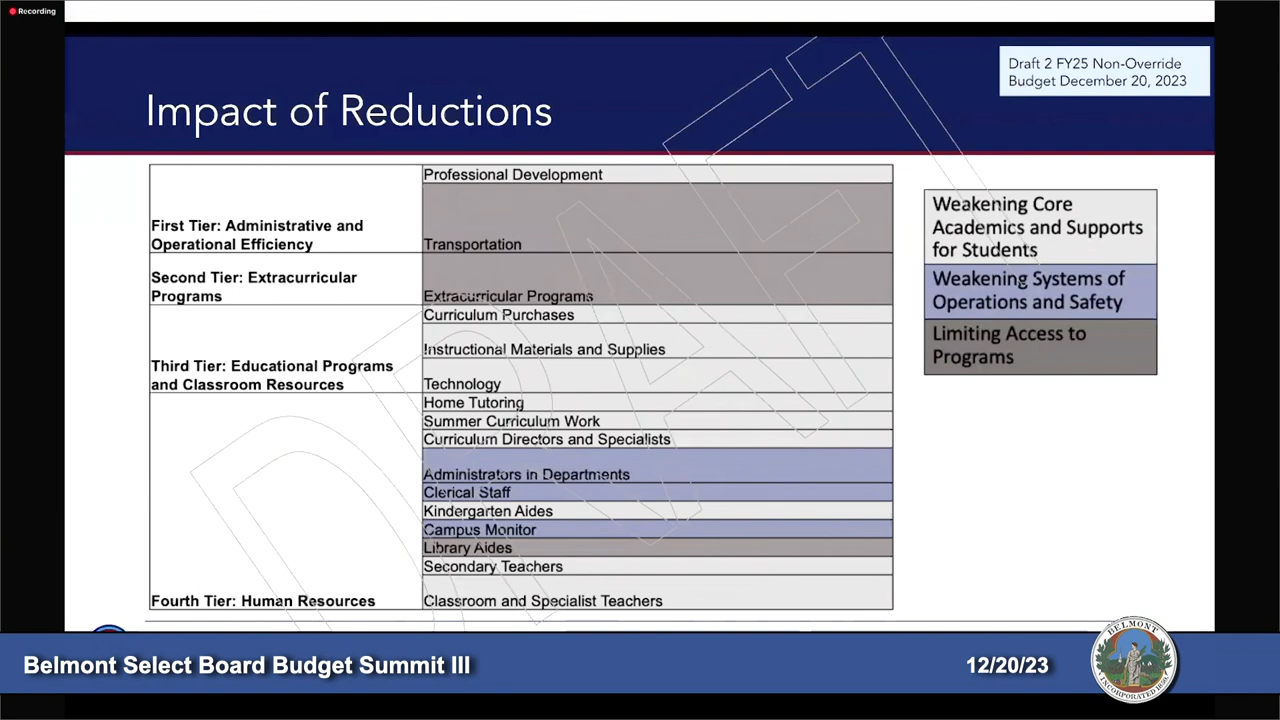 Recording
Draft 2 FY25 Non-Override
Budget December 20, 2023
Impact of Reductions
Professional Development
First Tier: Administrative and
Operational Efficiency
Transportation
Second Tier: Extracurricular
Programs
Extracurricular Programs
Curriculum Purchases
Instructional Materials and Supplies
Third Tier: Educational Programs
and Classroom Resources
Technology
Home Tutoring
Summer Curriculum Work
Curriculum Directors and Specialists
Administrators in Departments
Clerical Staff
Kindergarten Aides
Campus Monitor
Library Aides
Secondary Teachers
Fourth Tier: Human Resources
Classroom and Specialist Teachers
Weakening Core
Academics and Supports
for Students
Weakening Systems of
Operations and Safety
Limiting Access to
Programs
DRAFT
Belmont Select Board Budget Summit III
12/20/23
BELMONT
INCORPORATED 1859